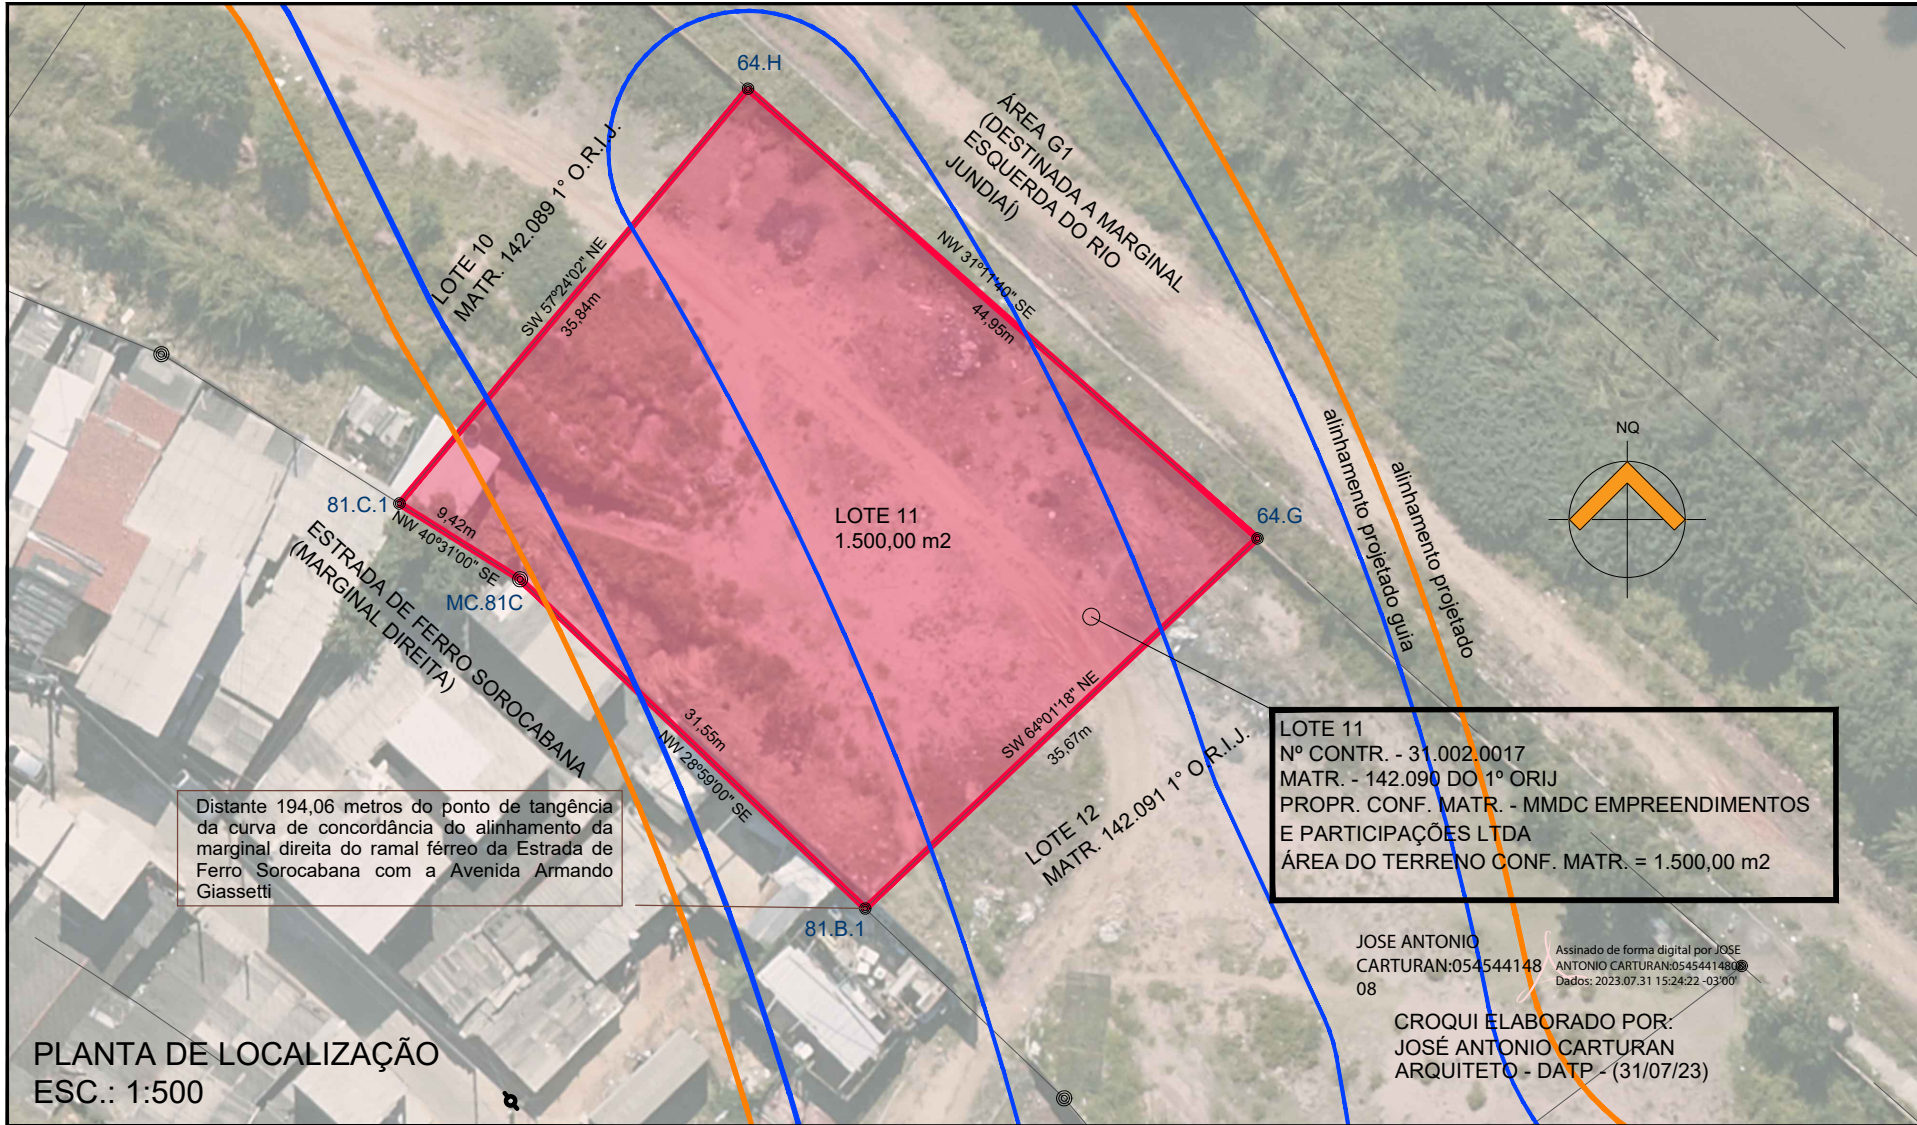 64.H
ÁREA G1
(DESTINADA A MARGINAL
ESQUERDA DO RIO
JUNDIAÍ)
LOTE 10
MATR. 142.089 1° O.R.I.J.
SW 57°24'02" NE
35,84m
NW 31°11'40" SE
44,95m
alinhamento projetado guia
alinhamento projetado
NQ
81.C.1
9,42m
NW 40°31'00" SE
MC.81C
ESTRADA DE FERRO SOROCABANA
(MARGINAL DIREITA)
LOTE 11
1.500,00 m2
64.G
31,55m
NW 28°59'00" SE
SW 64°01'18" NE
35,67m
LOTE 12
MATR. 142.091 1° O.R.I.J.
81.B.1
Distante 194,06 metros do ponto de tangência
da curva de concordância do alinhamento da
marginal direita do ramal férreo da Estrada de
Ferro Sorocabana com a Avenida Armando
Giassetti
LOTE 11
Nº CONTR. - 31.002.0017
MATR. - 142.090 DO 1º ORIJ
PROPR. CONF. MATR. - MMDC EMPREENDIMENTOS
E PARTICIPAÇÕES LTDA
ÁREA DO TERRENO CONF. MATR. = 1.500,00 m2
JOSE ANTONIO
CARTURAN:054544148
08
Assinado de forma digital por JOSE
ANTONIO CARTURAN:05454414808
Dados: 2023.07.31 15:24:22 -03'00'
CROQUI ELABORADO POR:
JOSÉ ANTONIO CARTURAN
ARQUITETO - DATP - (31/07/23)
PLANTA DE LOCALIZAÇÃO
ESC.: 1:500